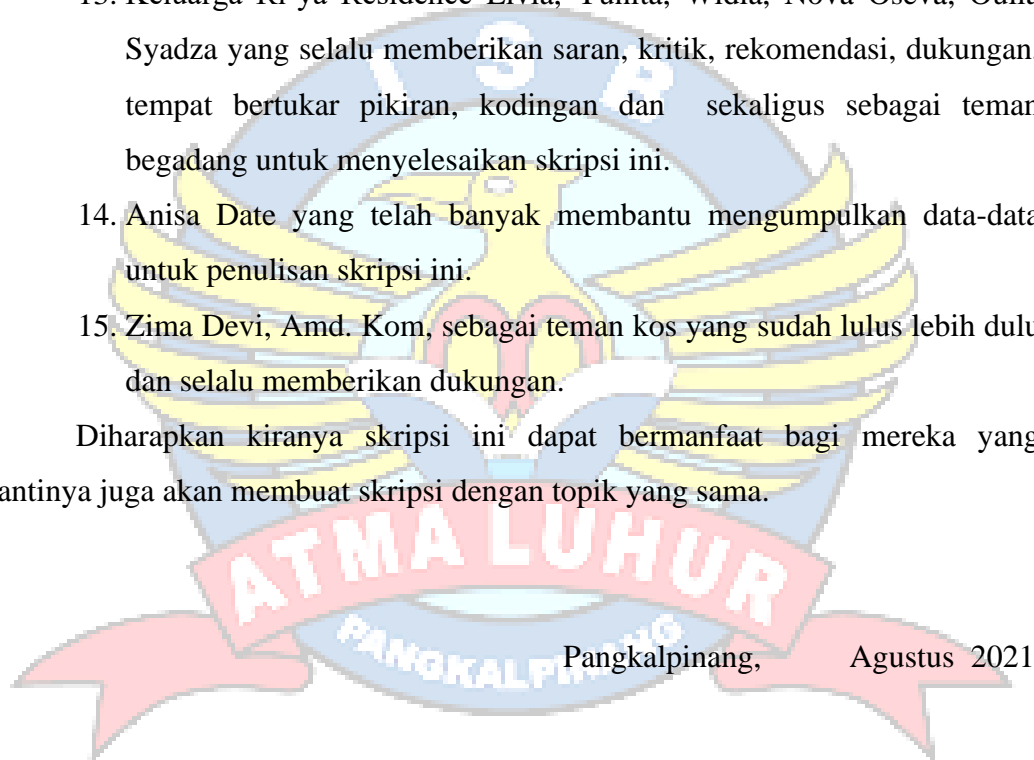 Syadza yang selalu memberikan saran, kritik, rekomendasi, dukungan
tempat bertukar pikiran, kodingan dan sekaligus sebagai teman
begadang untuk menyelesaikan skripsi ini.
14. Anisa Date yang telah banyak membantu mengumpulkan data-data
untuk penulisan skripsi ini.
15. Zima Devi, Amd. Kom, sebagai teman kos yang sudah lulus lebih dulu
dan selalu memberikan dukungan.
Diharapkan kiranya skripsi ini dapat bermanfaat bagi mereka yang
antinya juga akan membuat skripsi dengan topik yang sama.
Pangkalpinang, Agustus 2021
I S B
ATMA LUHUR
PANGKALPINANG